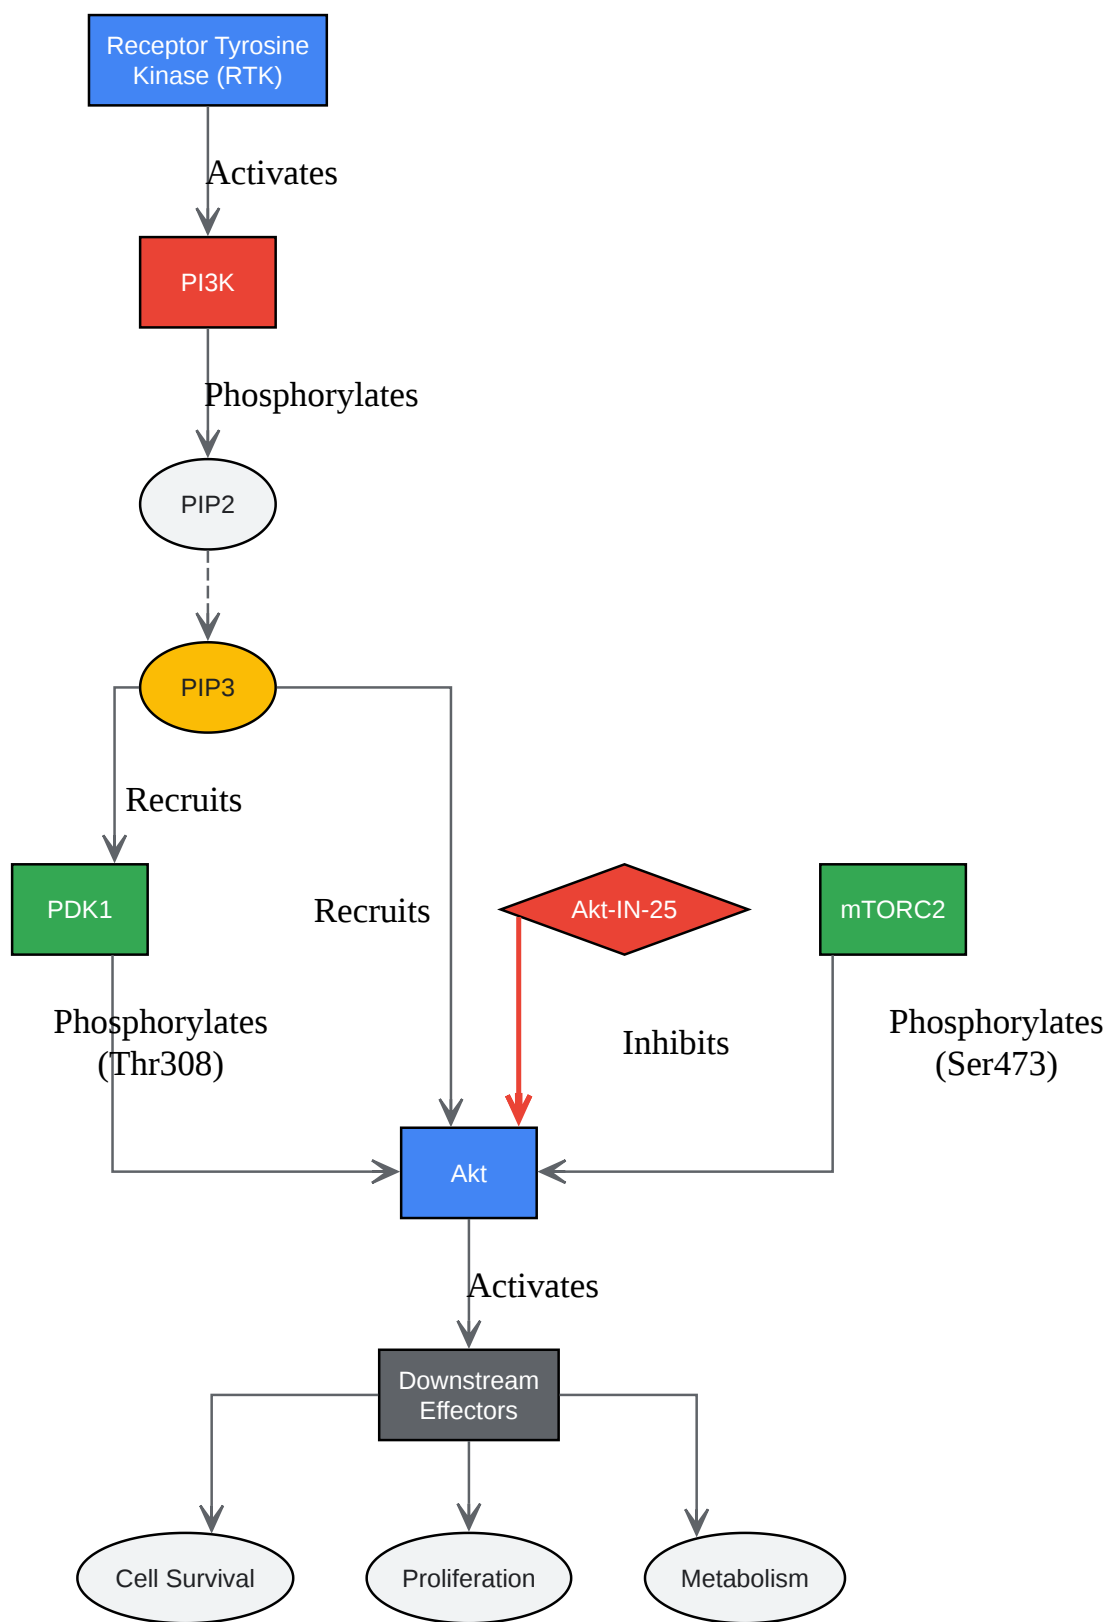 Receptor Tyrosine
Kinase (RTK)
Activates
PI3K
Phosphorylates
PIP2
PIP3
Recruits
PDK1
Recruits
Akt-IN-25
mTORC2
Phosphorylates
(Thr308)
Inhibits
Phosphorylates
(Ser473)
Akt
Activates
Downstream
Effectors
Cell Survival
Proliferation
Metabolism